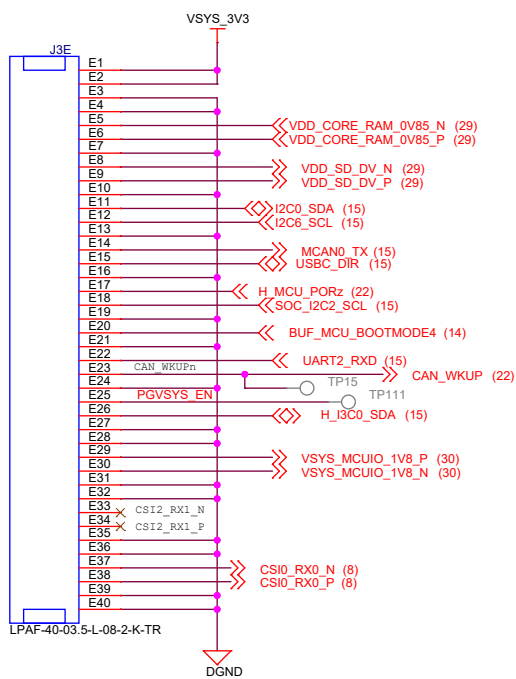 VSYS_3V3
J3E
E1
E2
E3
E4
E5 VDD_CORE_RAM_0V85_N (29)
E6 VDD_CORE_RAM_0V85_P (29)
E7
E8 VDD_SD_DV_N (29)
E9 VDD_SD_DV_P (29)
E10
E11 I2C0_SDA (15)
E12 I2C6_SCL (15)
E13
E14 MCAN0_TX (15)
E15 USBC_DIR (15)
E16
E17 H_MCU_PORz (22)
E18 SOC_I2C2_SCL (15)
E19
E20 BUF_MCU_BOOTMODE4 (14)
E21
E22 UART2_RXD (15)
E23 CAN_WKUPn CAN_WKUP (22)
E24 TP15
E25 PGVSYS_EN TP111
E26 H_I3C0_SDA (15)
E27
E28
E29 VSYS_MCUIO_1V8_P (30)
E30 VSYS_MCUIO_1V8_N (30)
E31
E32
E33 CSI2_RX1_N
E34 CSI2_RX1_P
E35
E36
E37 CSI0_RX0_N (8)
E38 CSI0_RX0_P (8)
E39
E40
LPAF-40-03.5-L-08-2-K-TR
DGND